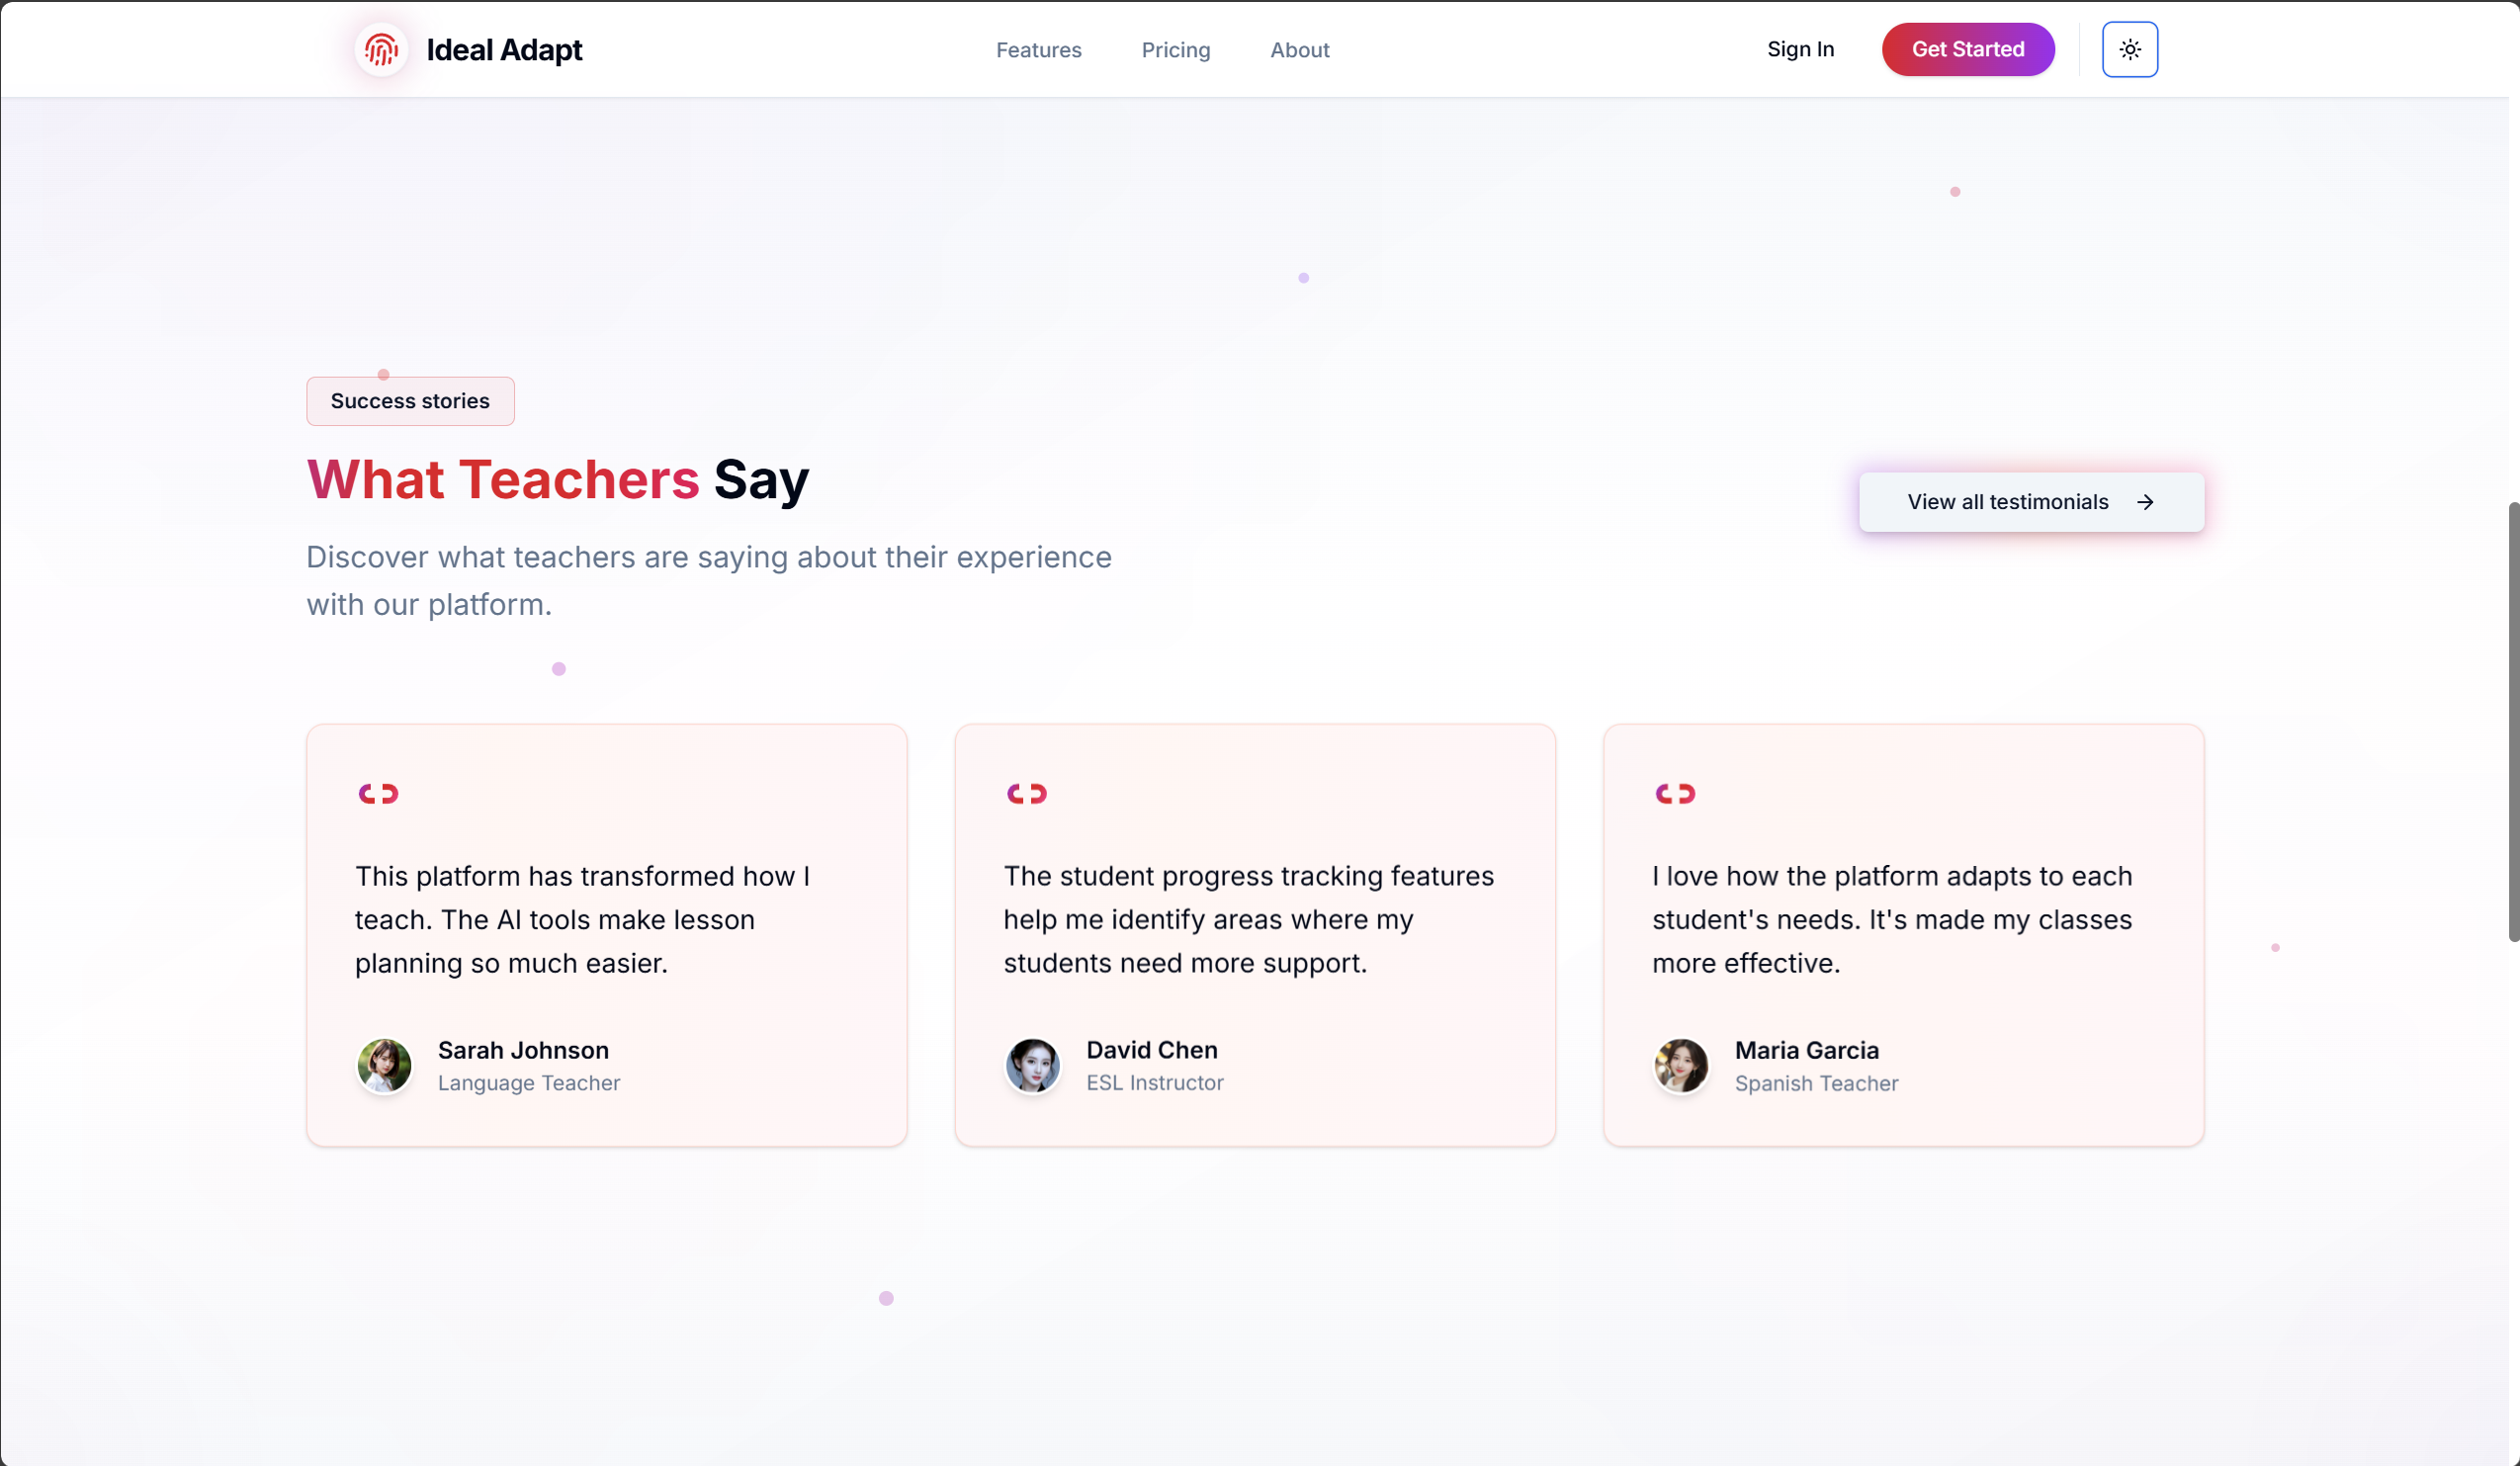 Ideal Adapt
Features
Pricing
About
Sign In
Get Started
Success stories
What Teachers Say
Discover what teachers are saying about their experience
with our platform.
View all testimonials
This platform has transformed how I
teach. The AI tools make lesson
planning so much easier.
Sarah Johnson
Language Teacher
The student progress tracking features
help me identify areas where my
students need more support.
David Chen
ESL Instructor
I love how the platform adapts to each
student's needs. It's made my classes
more effective.
Maria Garcia
Spanish Teacher